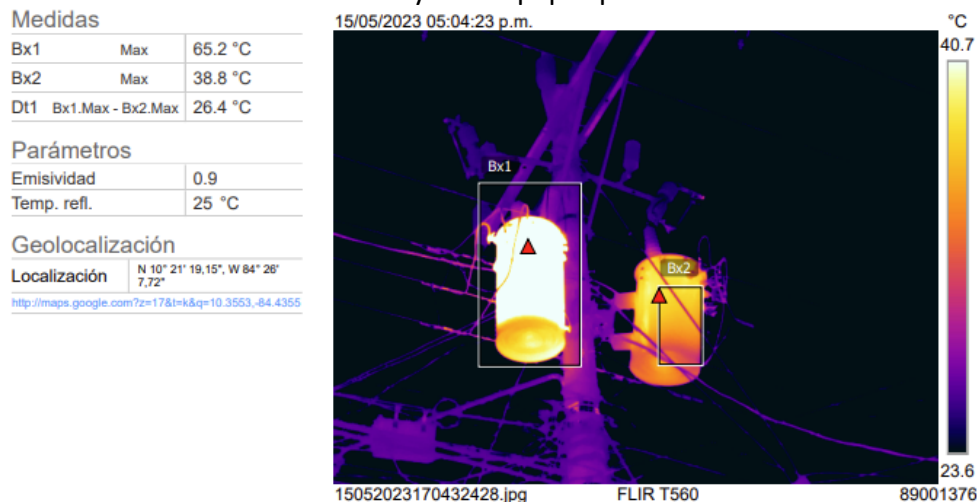 Medidas
Bx1 Max 65.2 °C
Bx2 Max 38.8 °C
Dt1 Bx1.Max - Bx2.Max 26.4 °C
Parámetros
Emisividad 0.9
Temp. refl. 25 °C
Geolocalización
Localización N 10° 21' 19,15", W 84° 26' 7,72"
http://maps.google.com?z=17&t=k&q=10.3553,-84.4355
15/05/2023 05:04:23 p.m.
°C
40.7
Bx1
Bx2
23.6
15052023170432428.jpg FLIR T560 89001376